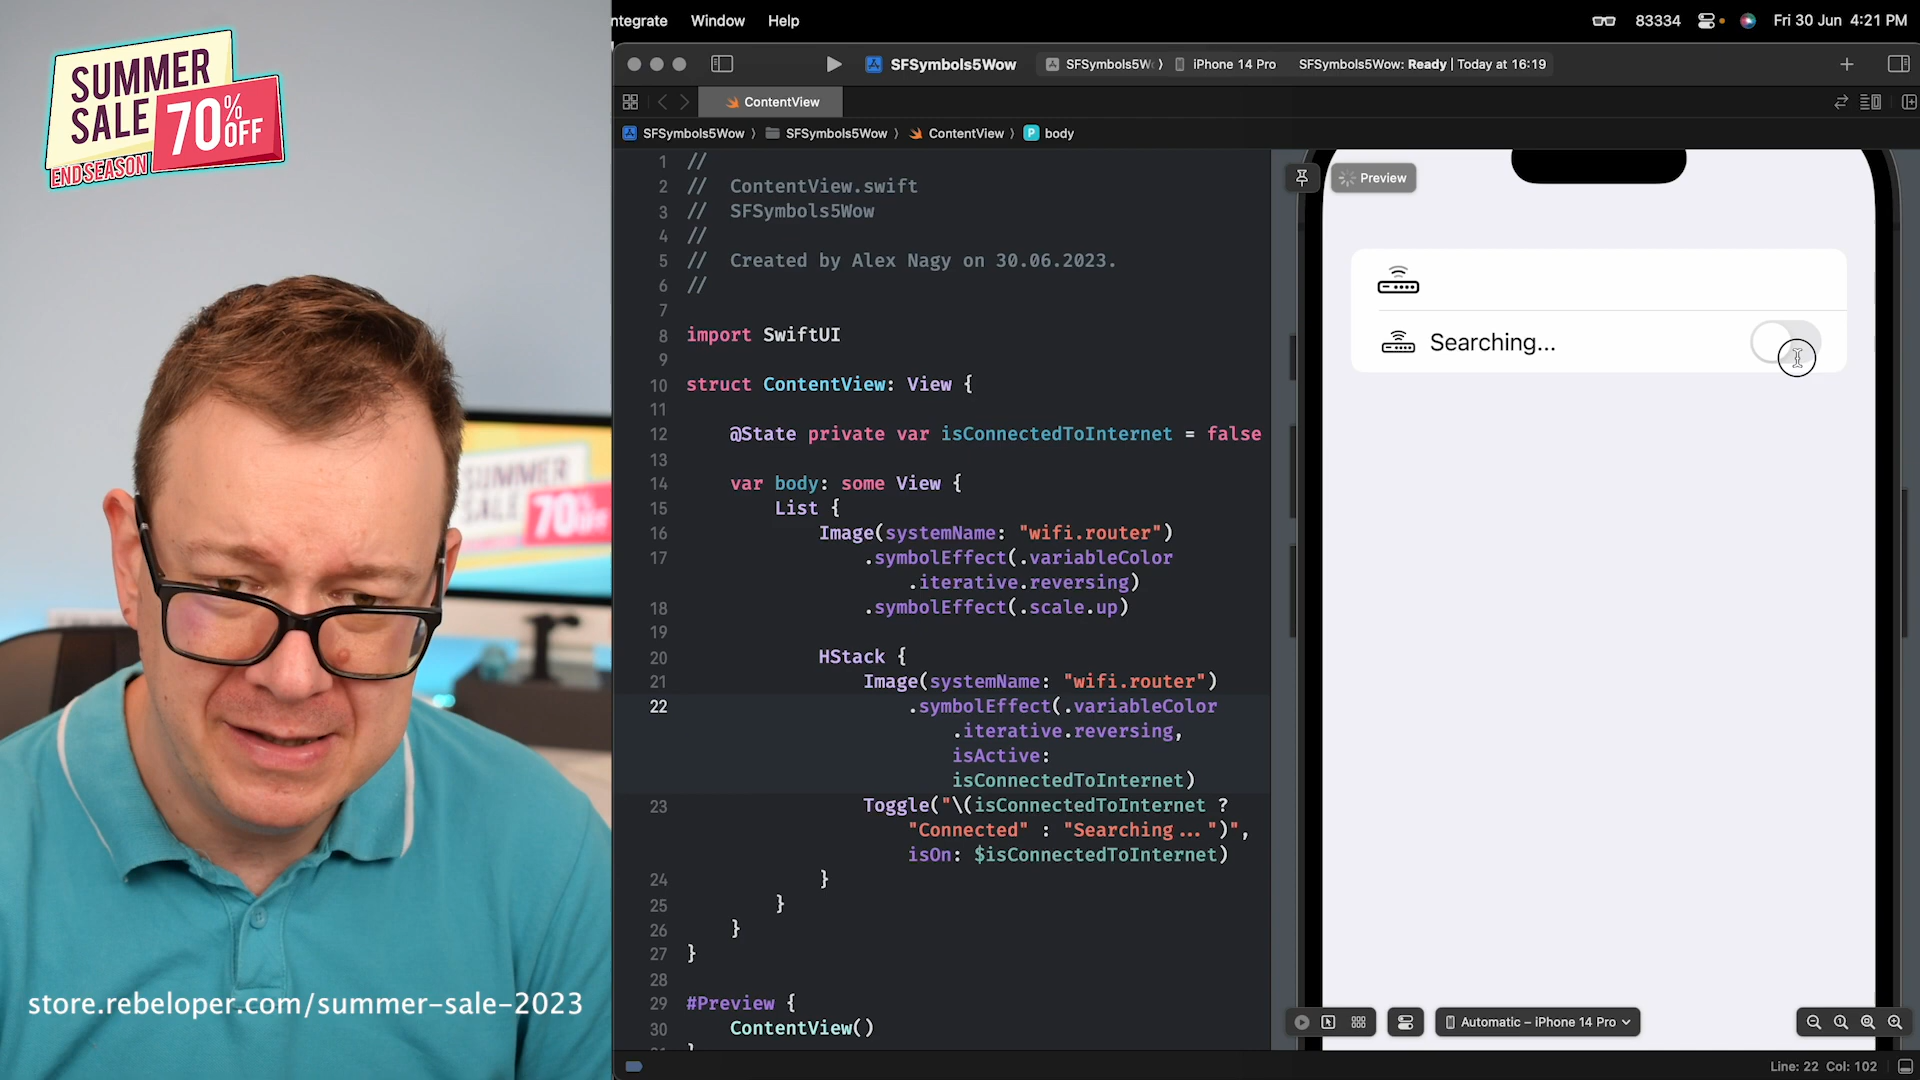 SUMMER
SALE
70% OFF
END SEASON
SUMMER
SALE
70%
store.rebeloper.com/summer-sale-2023
Window Help
83334 Fri 30 Jun 4:21 PM
SFSymbols5Wow
iPhone 14 Pro
SFSymbols5Wow: Ready | Today at 16:19
ContentView
SFSymbols5Wow 〉 SFSymbols5Wow 〉 ContentView 〉 P body
1 //
2 // ContentView.swift
3 // SFSymbols5Wow
4 //
5 // Created by Alex Nagy on 30.06.2023.
6 //
7
8 import SwiftUI
9
10 struct ContentView: View {
11
12 @State private var isConnectedToInternet = false
13
14 var body: some View {
15 List {
16 Image(systemName: "wifi.router")
17 .symbolEffect(.variableColor
.iterative.reversing)
18 .symbolEffect(.scale.up)
19
20 HStack {
21 Image(systemName: "wifi.router")
22 .symbolEffect(.variableColor
.iterative.reversing,
isActive:
isConnectedToInternet)
23 Toggle("\(isConnectedToInternet ?
"Connected" : "Searching...")",
isOn: $isConnectedToInternet)
24 }
25 }
26 }
27 }
28
29 #Preview {
30 ContentView()
Preview
Searching...
Automatic – iPhone 14 Pro
Line: 22 Col: 102